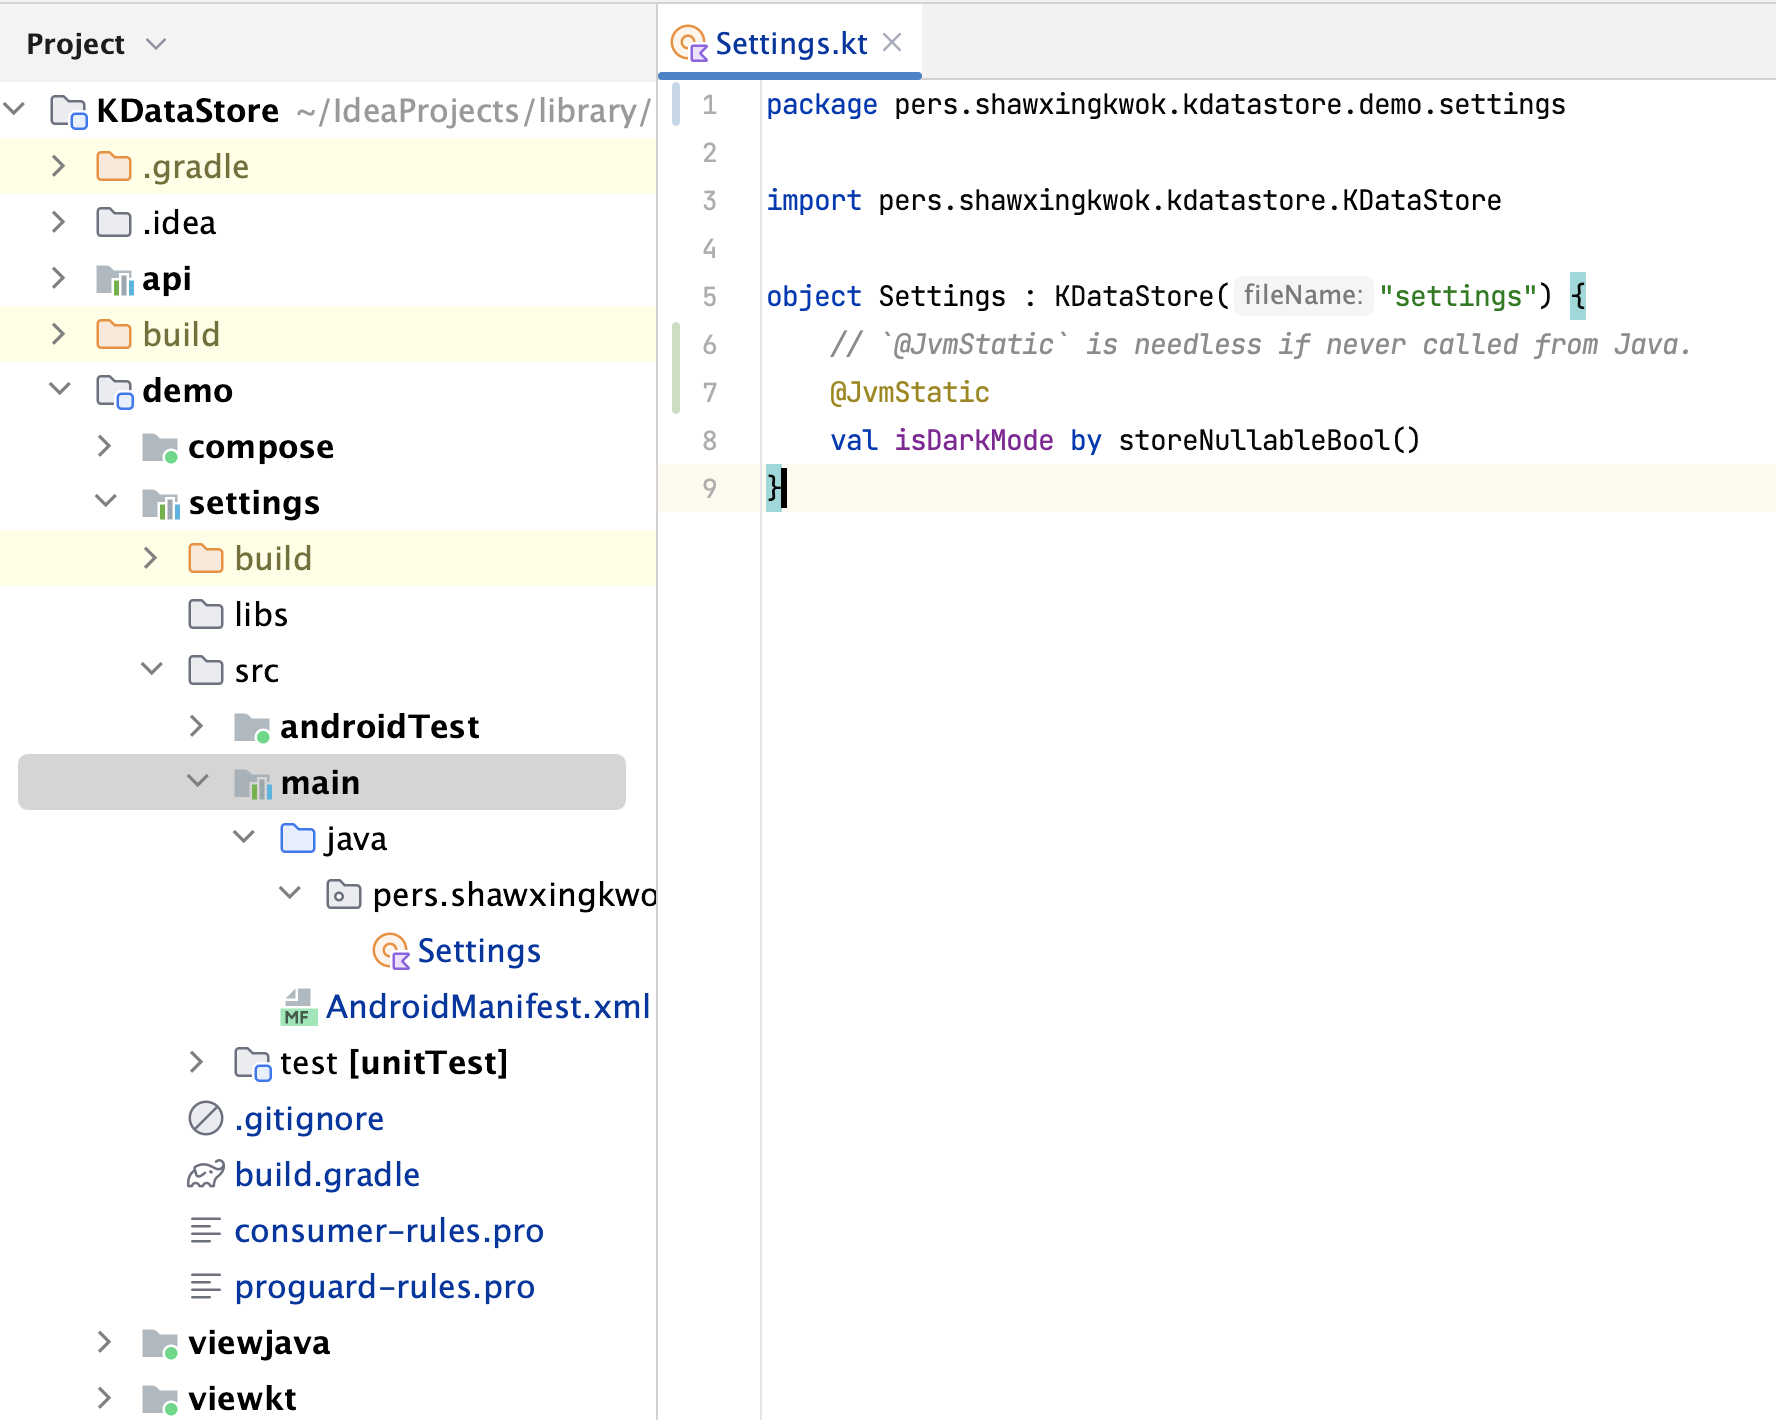 Project
KDataStore ~/IdeaProjects/library/
.gradle
.idea
api
build
demo
compose
settings
build
libs
src
androidTest
main
java
pers.shawxingkwo
Settings
MF AndroidManifest.xml
test [unitTest]
.gitignore
build.gradle
consumer-rules.pro
proguard-rules.pro
viewjava
viewkt
Settings.kt
1 package pers.shawxingkwok.kdatastore.demo.settings
2
3 import pers.shawxingkwok.kdatastore.KDataStore
4
5 object Settings : KDataStore( fileName: "settings") {
6 // `@JvmStatic` is needless if never called from Java.
7 @JvmStatic
8 val isDarkMode by storeNullableBool()
9 }